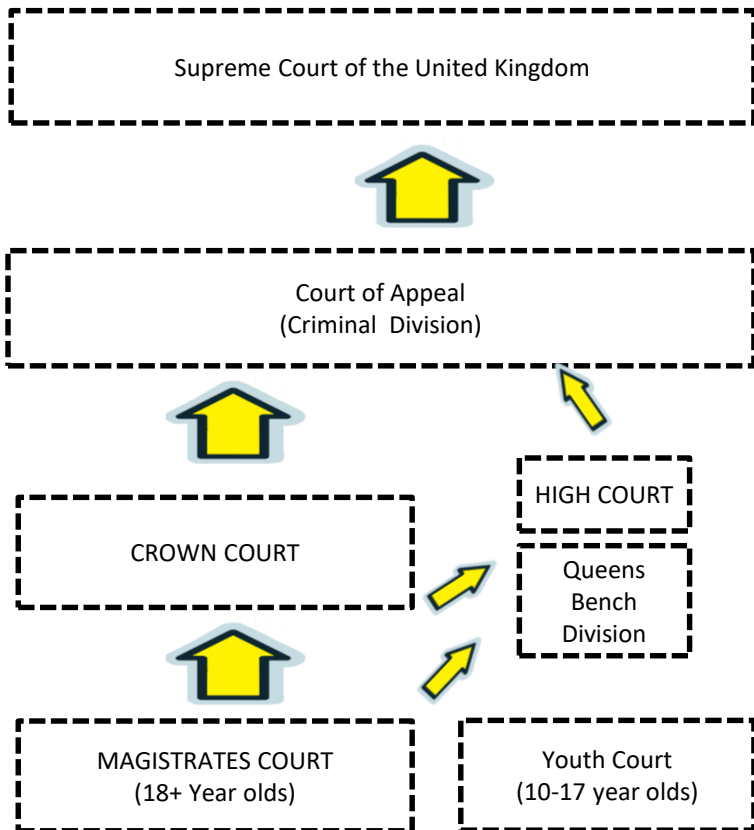 Supreme Court of the United Kingdom
Court of Appeal
(Criminal Division)
HIGH COURT
CROWN COURT
Queens
Bench
Division
MAGISTRATES COURT
(18+ Year olds)
Youth Court
(10-17 year olds)